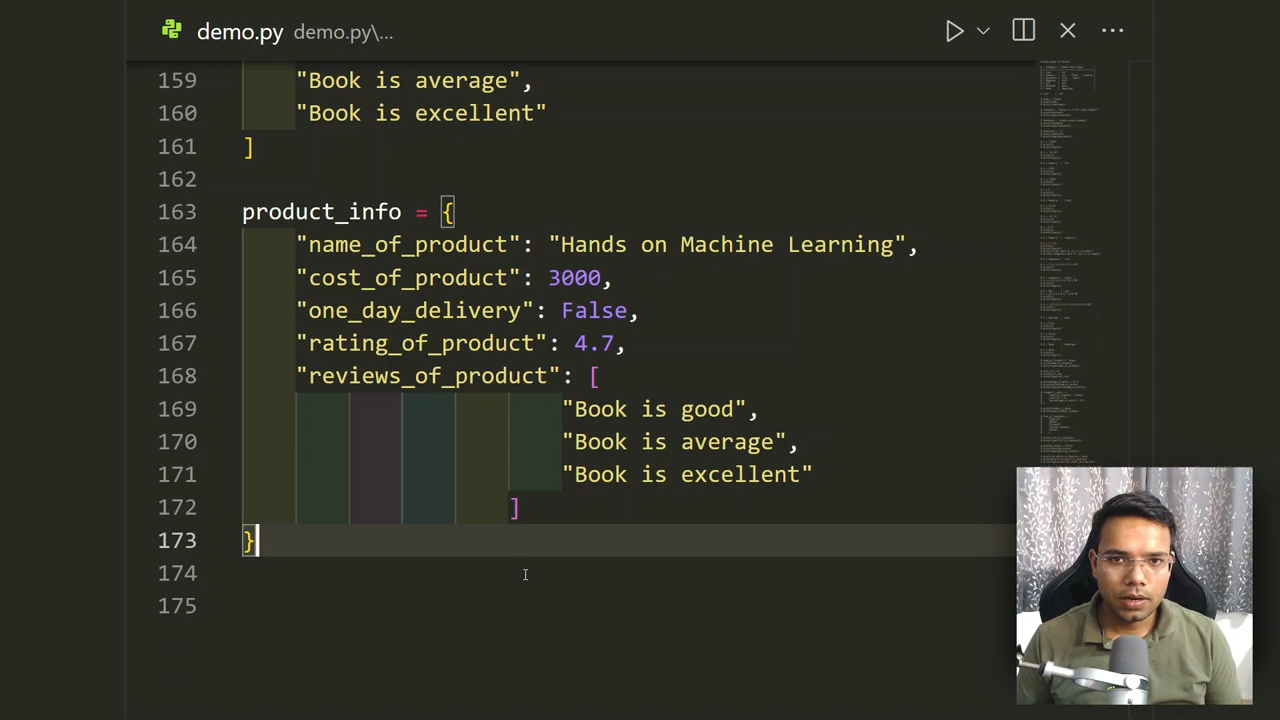 demo.py demo.py\...
159 "Book is average",
160 "Book is excellent"
161 ]
162
163 product_info = {
164 "name_of_product": "Hands on Machine Learning",
165 "cost_of_product": 3000,
166 "one_day_delivery": False,
167 "rating_of_product": 4.7,
168 "reviews_of_product": [
169 "Book is good",
170 "Book is average",
171 "Book is excellent"
172 ]
173 }
174
175